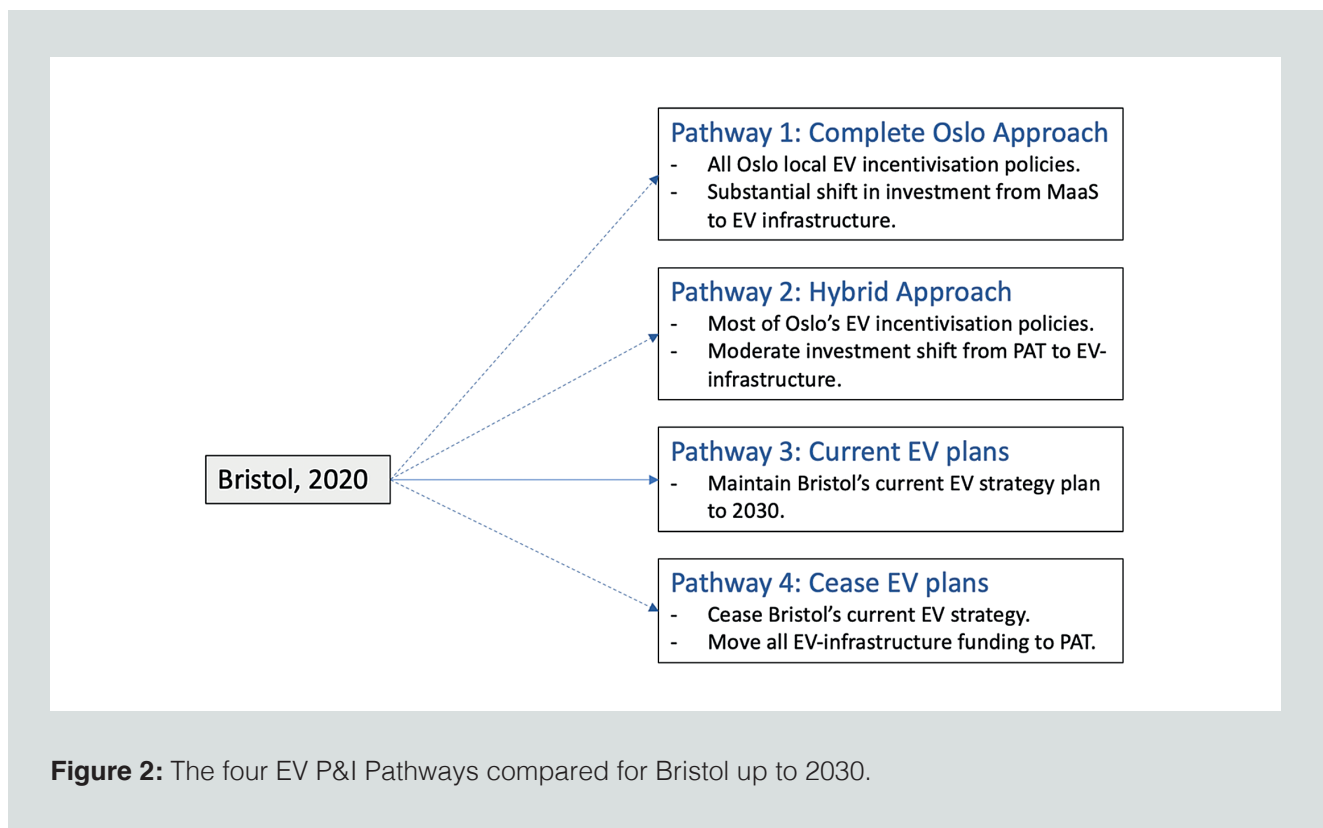 Pathway 1: Complete Oslo Approach
- All Oslo local EV incentivisation policies.
- Substantial shift in investment from MaaS
to EV infrastructure.
Pathway 2: Hybrid Approach
- Most of Oslo’s EV incentivisation policies.
- Moderate investment shift from PAT to EV-
infrastructure.
Bristol, 2020
Pathway 3: Current EV plans
- Maintain Bristol’s current EV strategy plan
to 2030.
Pathway 4: Cease EV plans
- Cease Bristol’s current EV strategy.
- Move all EV-infrastructure funding to PAT.
Figure 2: The four EV P&I Pathways compared for Bristol up to 2030.